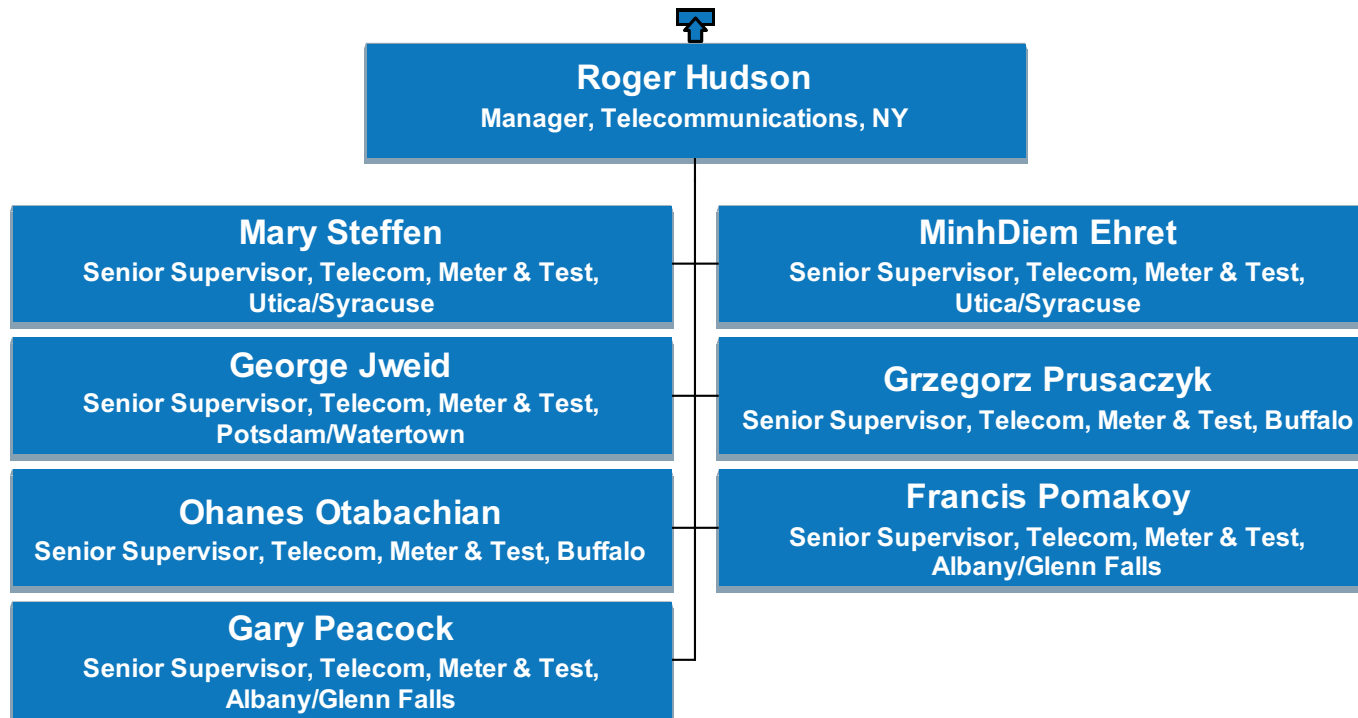 Roger Hudson
Manager, Telecommunications, NY
Mary Steffen
Senior Supervisor, Telecom, Meter & Test,
Utica/Syracuse
MinhDiem Ehret
Senior Supervisor, Telecom, Meter & Test,
Utica/Syracuse
George Jweid
Senior Supervisor, Telecom, Meter & Test,
Potsdam/Watertown
Grzegorz Prusaczyk
Senior Supervisor, Telecom, Meter & Test, Buffalo
Ohanes Otabachian
Senior Supervisor, Telecom, Meter & Test, Buffalo
Francis Pomakoy
Senior Supervisor, Telecom, Meter & Test,
Albany/Glenn Falls
Gary Peacock
Senior Supervisor, Telecom, Meter & Test,
Albany/Glenn Falls